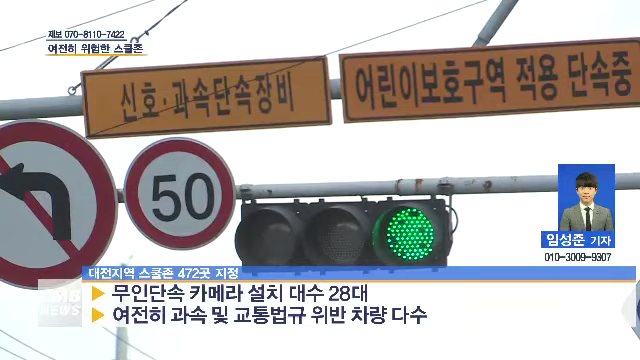 제보 070-8110-7422
여전히 위험한 스쿨존
신호·과속단속장비
어린이보호구역 적용 단속중
50
임성준 기자
010-3009-9307
대전지역 스쿨존 472곳 지정
CMB NEWS
▶ 무인단속 카메라 설치 대수 28대
▶ 여전히 과속 및 교통법규 위반 차량 다수